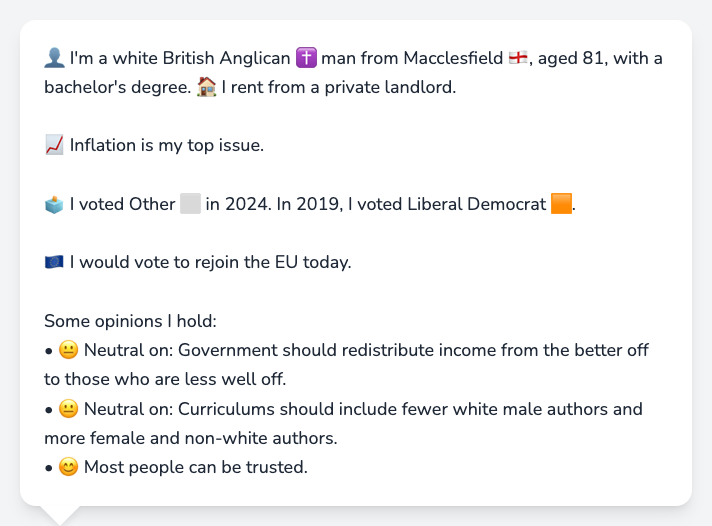 👤 I'm a white British Anglican ✝️ man from Macclesfield 🏴󠁧󠁢󠁥󠁮󠁧󠁿, aged 81, with a
bachelor's degree. 🏠 I rent from a private landlord.
📈 Inflation is my top issue.
🗳️ I voted Other ⬜ in 2024. In 2019, I voted Liberal Democrat 🟧.
🇪🇺 I would vote to rejoin the EU today.
Some opinions I hold:
• 😐 Neutral on: Government should redistribute income from the better off
to those who are less well off.
• 😐 Neutral on: Curriculums should include fewer white male authors and
more female and non-white authors.
• 😊 Most people can be trusted.